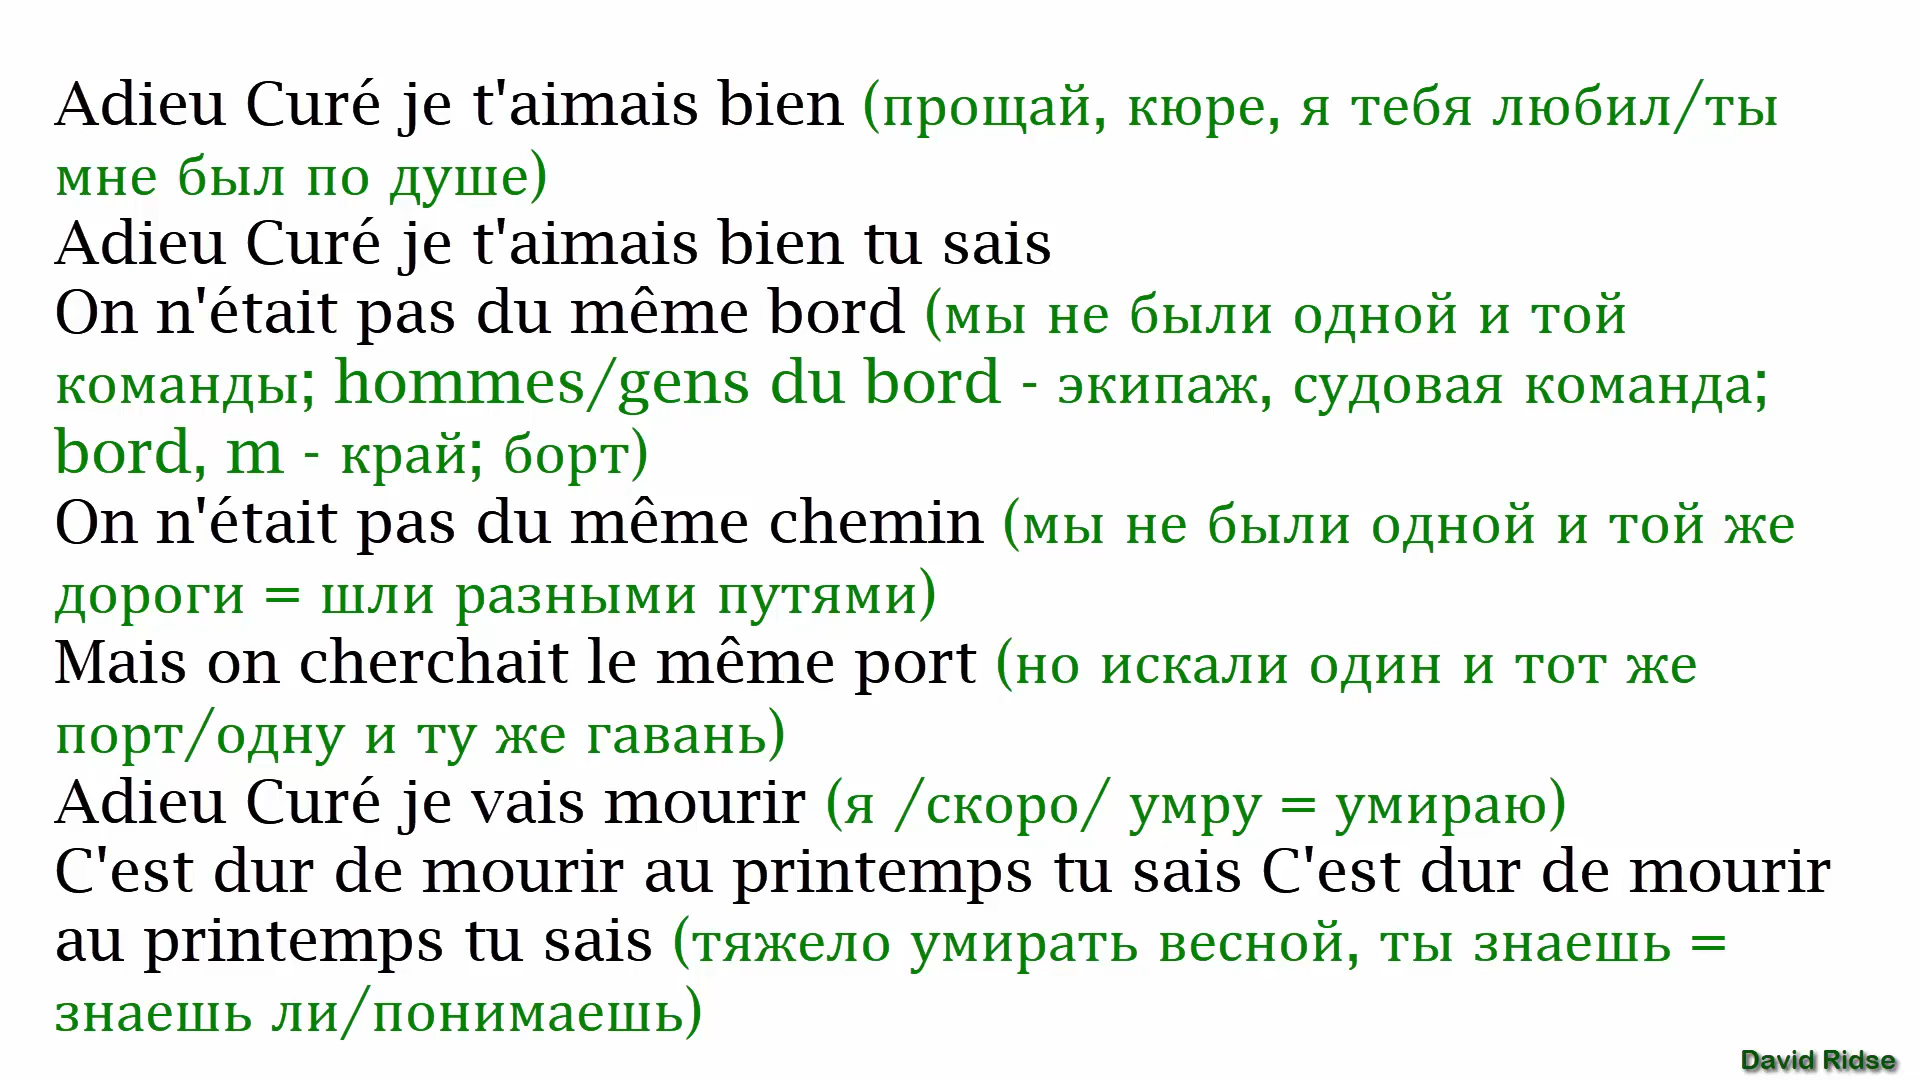 Adieu Curé je t'aimais bien (прощай, кюре, я тебя любил/ты
мне был по душе)
Adieu Curé je t'aimais bien tu sais
On n'était pas du même bord (мы не были одной и той
команды; hommes/gens du bord - экипаж, судовая команда;
bord, m - край; борт)
On n'était pas du même chemin (мы не были одной и той же
дороги = шли разными путями)
Mais on cherchait le même port (но искали один и тот же
порт/одну и ту же гавань)
Adieu Curé je vais mourir (я /скоро/ умру = умираю)
C'est dur de mourir au printemps tu sais C'est dur de mourir
au printemps tu sais (тяжело умирать весной, ты знаешь =
знаешь ли/понимаешь)
David Ridse